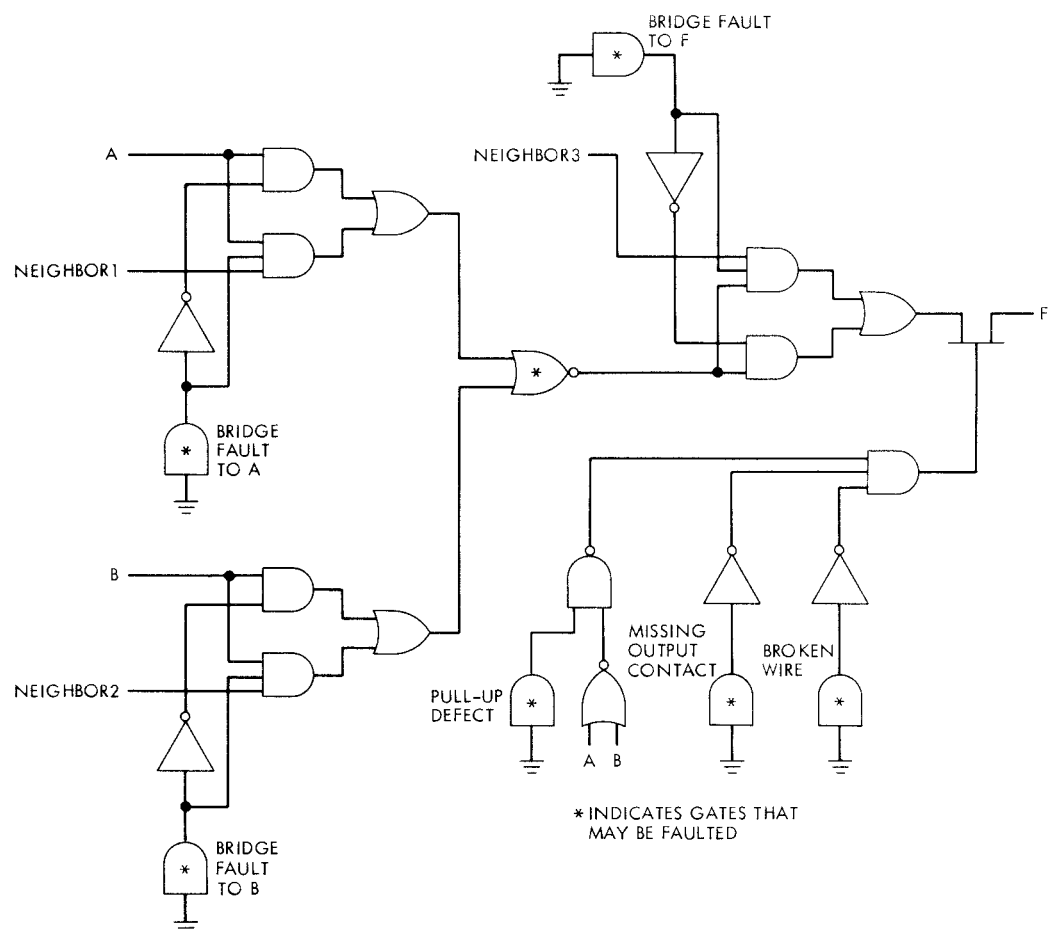 BRIDGE FAULT
TO F
*
A
NEIGHBOR3
NEIGHBOR1
F
*
*
BRIDGE
FAULT
TO A
B
MISSING
OUTPUT
CONTACT
BROKEN
WIRE
NEIGHBOR2
PULL-UP
DEFECT
*
*
*
A B
* INDICATES GATES THAT
MAY BE FAULTED
*
BRIDGE
FAULT
TO B